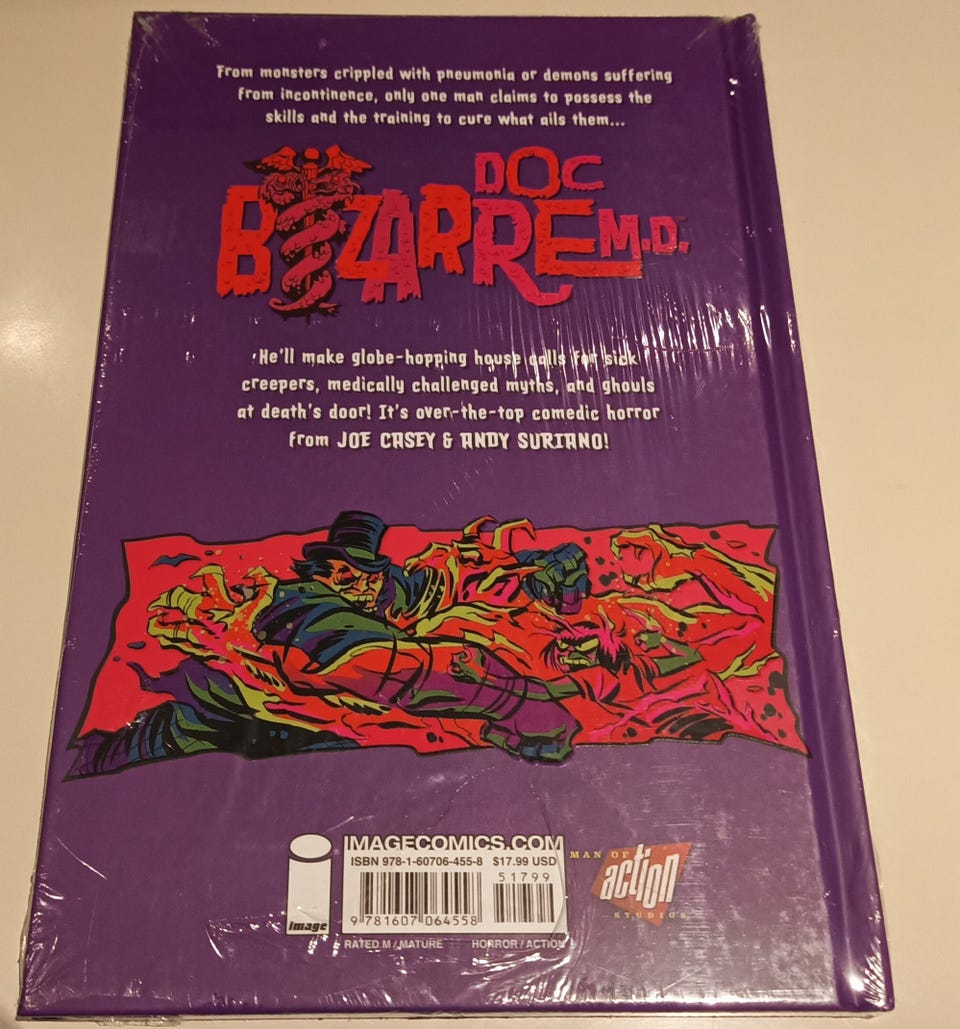 From monsters crippled with pneumonia or demons suffering
from incontinence, only one man claims to possess the
skills and the training to cure what ails them...
DOC
BIZARRE M.D.™
He'll make globe-hopping house calls for sick
creepers, medically challenged myths, and ghouls
at death's door! It's over-the-top comedic horror
from JOE CASEY & ANDY SURIANO!
IMAGECOMICS.COM
ISBN 978-1-60706-455-8 $17.99 USD
51799
9 781607 064558
image
RATED M / MATURE HORROR / ACTION
MAN OF
action
STUDIOS